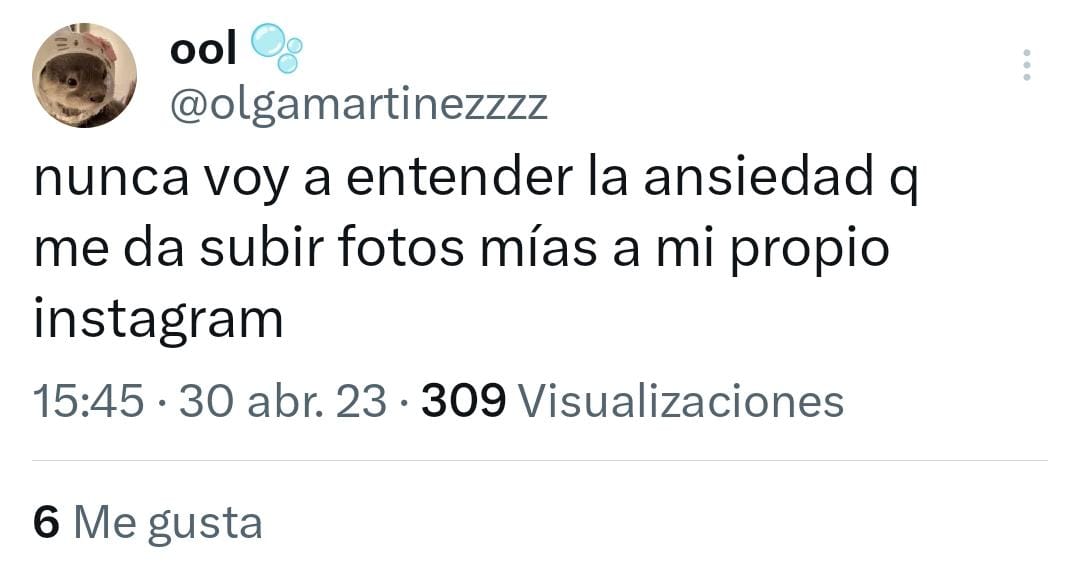 ool 🫧
@olgamartinezzzz
nunca voy a entender la ansiedad q
me da subir fotos mías a mi propio
instagram
15:45 · 30 abr. 23 · 309 Visualizaciones
6 Me gusta